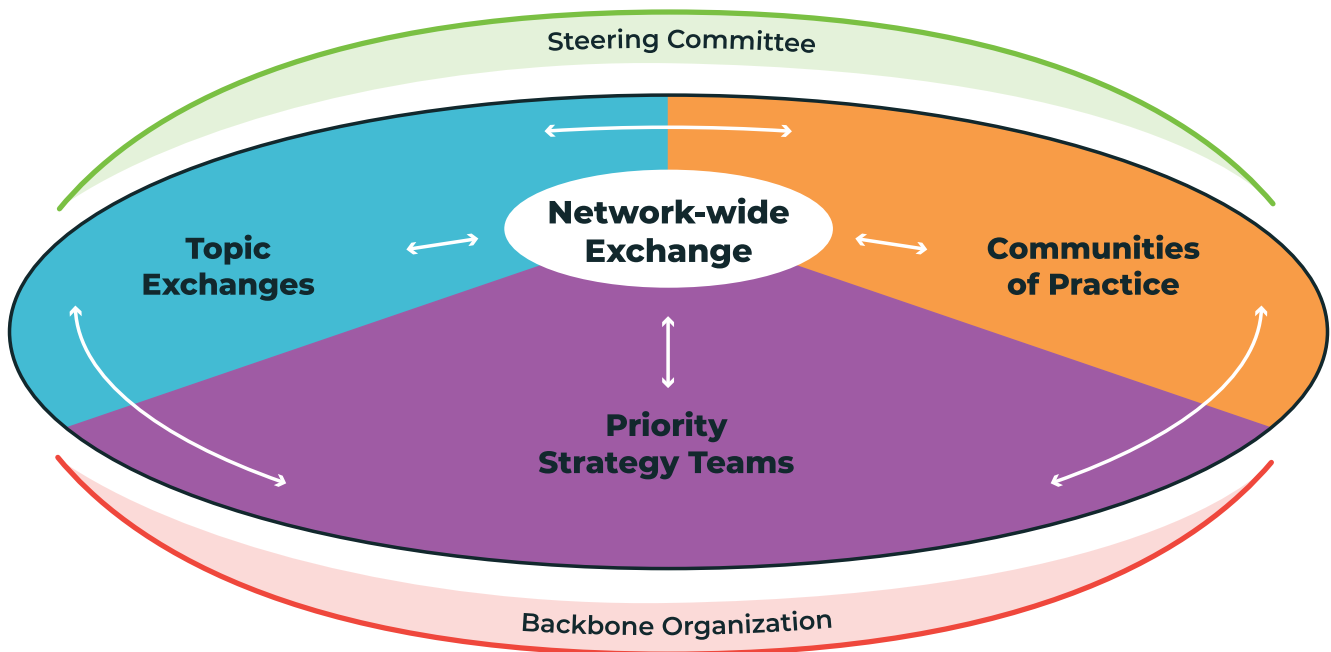 Steering Committee
Network-wide
Exchange
Topic
Exchanges
Communities
of Practice
Priority
Strategy Teams
Backbone Organization